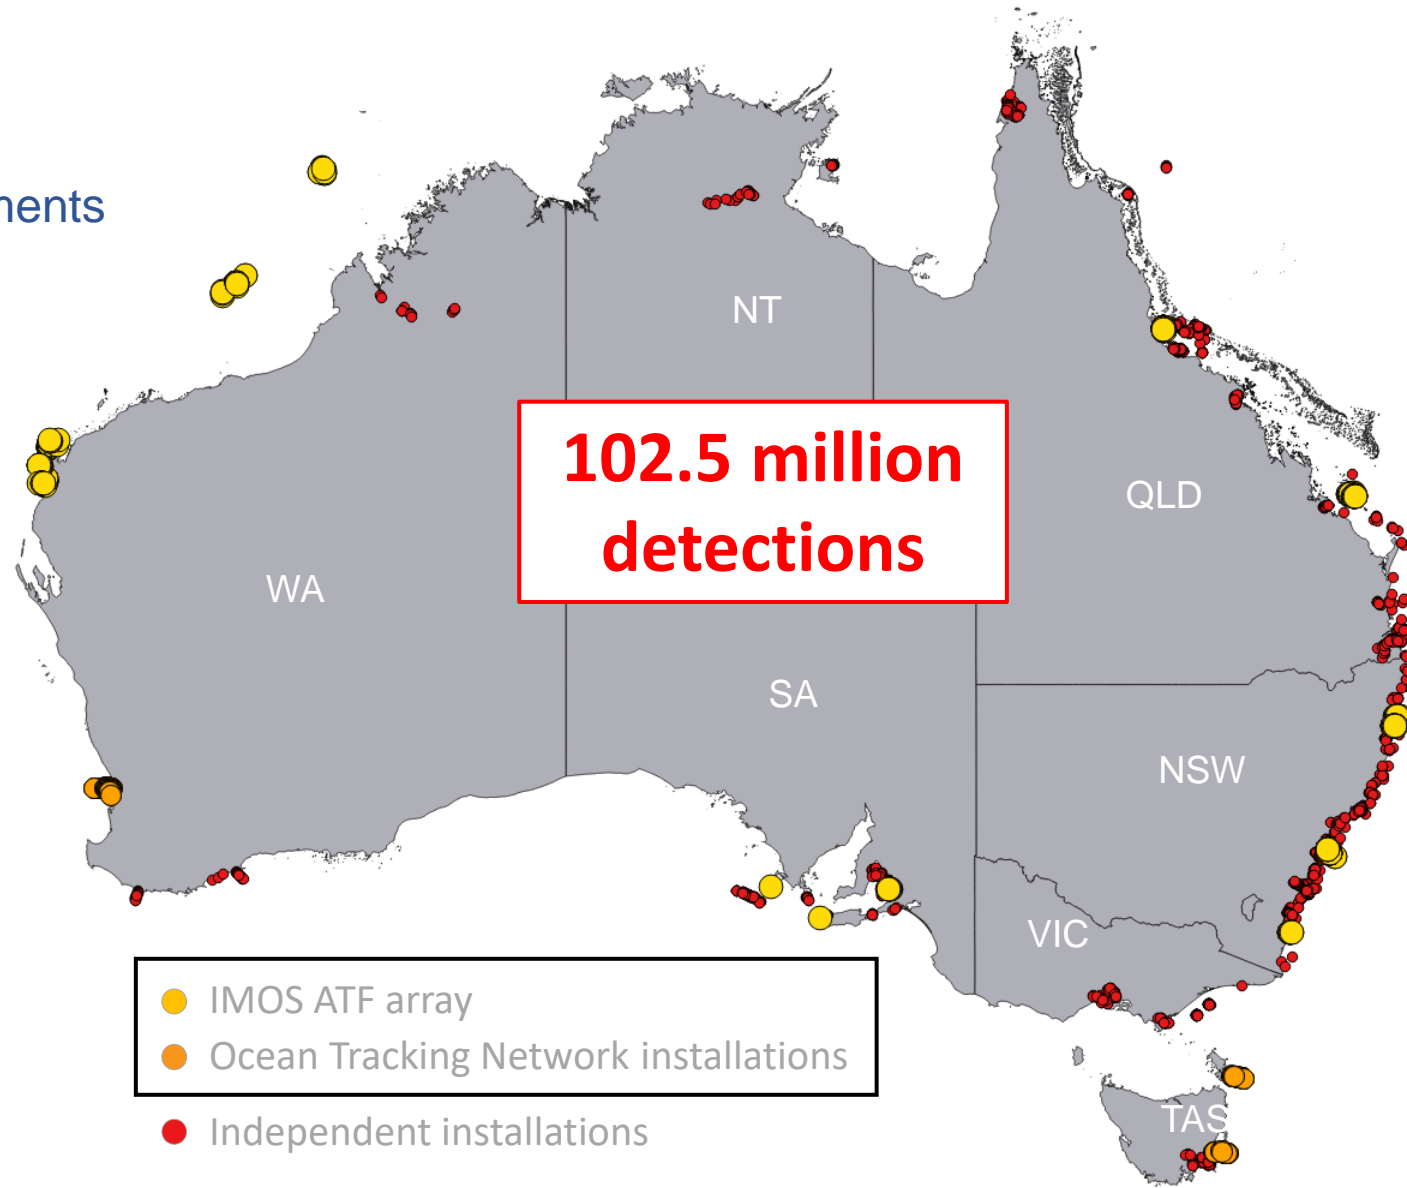 NT
102.5 million
detections
QLD
WA
SA
NSW
VIC
IMOS ATF array
Ocean Tracking Network installations
TAS
Independent installations